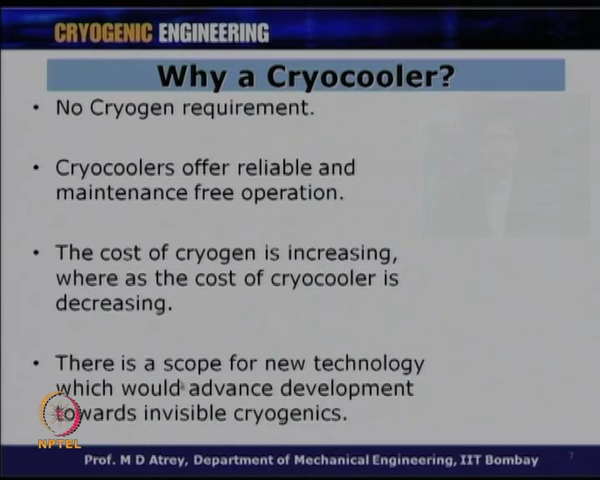 CRYOGENIC ENGINEERING
Why a Cryocooler?
• No Cryogen requirement.
• Cryocoolers offer reliable and
maintenance free operation.
• The cost of cryogen is increasing,
where as the cost of cryocooler is
decreasing.
• There is a scope for new technology
which would advance development
towards invisible cryogenics.
NPTEL
Prof. M D Atrey, Department of Mechanical Engineering, IIT Bombay
7